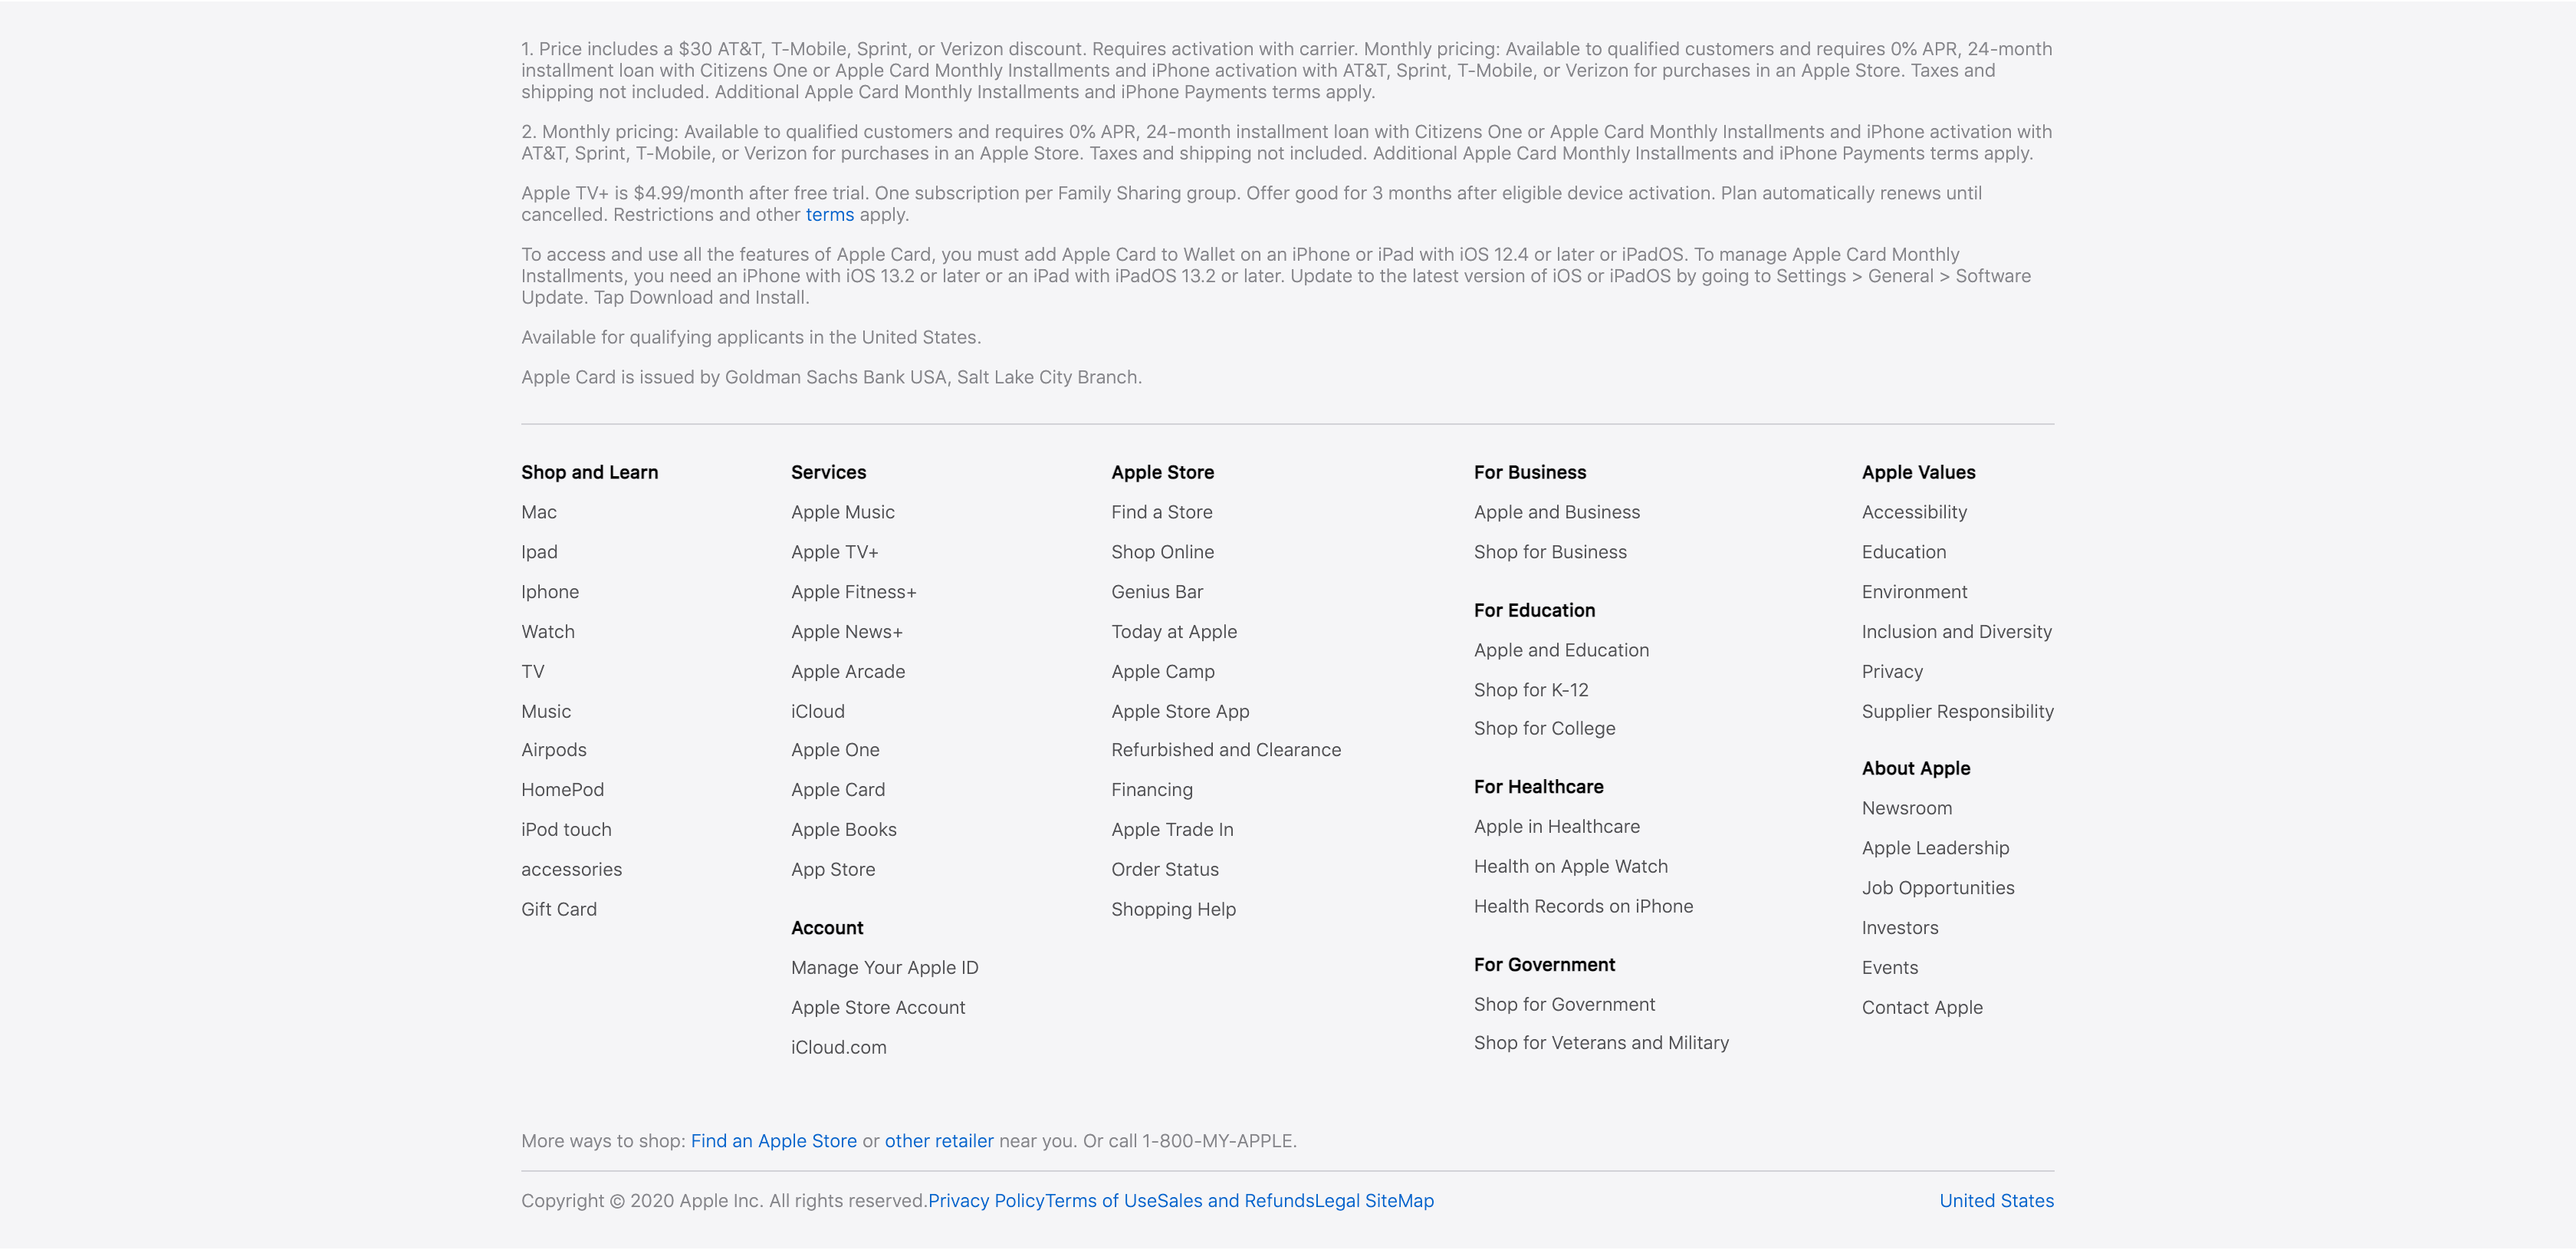 1. Price includes a $30 AT&T, T-Mobile, Sprint, or Verizon discount. Requires activation with carrier. Monthly pricing: Available to qualified customers and requires 0% APR, 24-month
installment loan with Citizens One or Apple Card Monthly Installments and iPhone activation with AT&T, Sprint, T-Mobile, or Verizon for purchases in an Apple Store. Taxes and
shipping not included. Additional Apple Card Monthly Installments and iPhone Payments terms apply.
2. Monthly pricing: Available to qualified customers and requires 0% APR, 24-month installment loan with Citizens One or Apple Card Monthly Installments and iPhone activation with
AT&T, Sprint, T-Mobile, or Verizon for purchases in an Apple Store. Taxes and shipping not included. Additional Apple Card Monthly Installments and iPhone Payments terms apply.
Apple TV+ is $4.99/month after free trial. One subscription per Family Sharing group. Offer good for 3 months after eligible device activation. Plan automatically renews until
cancelled. Restrictions and other terms apply.
To access and use all the features of Apple Card, you must add Apple Card to Wallet on an iPhone or iPad with iOS 12.4 or later or iPadOS. To manage Apple Card Monthly
Installments, you need an iPhone with iOS 13.2 or later or an iPad with iPadOS 13.2 or later. Update to the latest version of iOS or iPadOS by going to Settings > General > Software
Update. Tap Download and Install.
Available for qualifying applicants in the United States.
Apple Card is issued by Goldman Sachs Bank USA, Salt Lake City Branch.
Shop and Learn
Mac
Ipad
Iphone
Watch
TV
Music
Airpods
HomePod
iPod touch
accessories
Gift Card
Services
Apple Music
Apple TV+
Apple Fitness+
Apple News+
Apple Arcade
iCloud
Apple One
Apple Card
Apple Books
App Store
Account
Manage Your Apple ID
Apple Store Account
iCloud.com
Apple Store
Find a Store
Shop Online
Genius Bar
Today at Apple
Apple Camp
Apple Store App
Refurbished and Clearance
Financing
Apple Trade In
Order Status
Shopping Help
For Business
Apple and Business
Shop for Business
For Education
Apple and Education
Shop for K-12
Shop for College
For Healthcare
Apple in Healthcare
Health on Apple Watch
Health Records on iPhone
For Government
Shop for Government
Shop for Veterans and Military
Apple Values
Accessibility
Education
Environment
Inclusion and Diversity
Privacy
Supplier Responsibility
About Apple
Newsroom
Apple Leadership
Job Opportunities
Investors
Events
Contact Apple
More ways to shop: Find an Apple Store or other retailer near you. Or call 1-800-MY-APPLE.
Copyright © 2020 Apple Inc. All rights reserved.Privacy PolicyTerms of UseSales and RefundsLegal SiteMap
United States